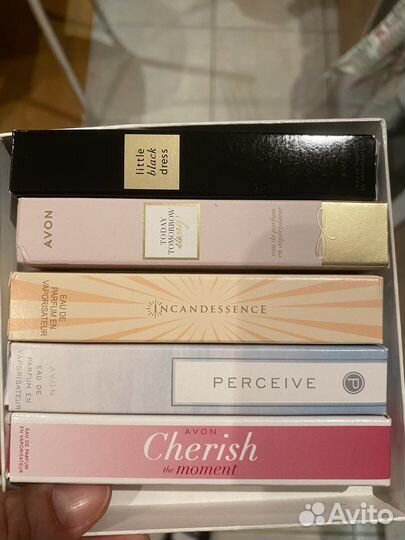 little
black
dress
AVON
TODAY
TOMORROW
always
eau de parfum
en vaporisateur
EAU DE
PARFUM EN
VAPORISATEUR
INCANDESSENCE
AVON
EAU DE
PARFUM EN
VAPORISATEUR
PERCEIVE
P
AVON
Cherish
the moment
EAU DE PARFUM
EN VAPORISATEUR
Avito